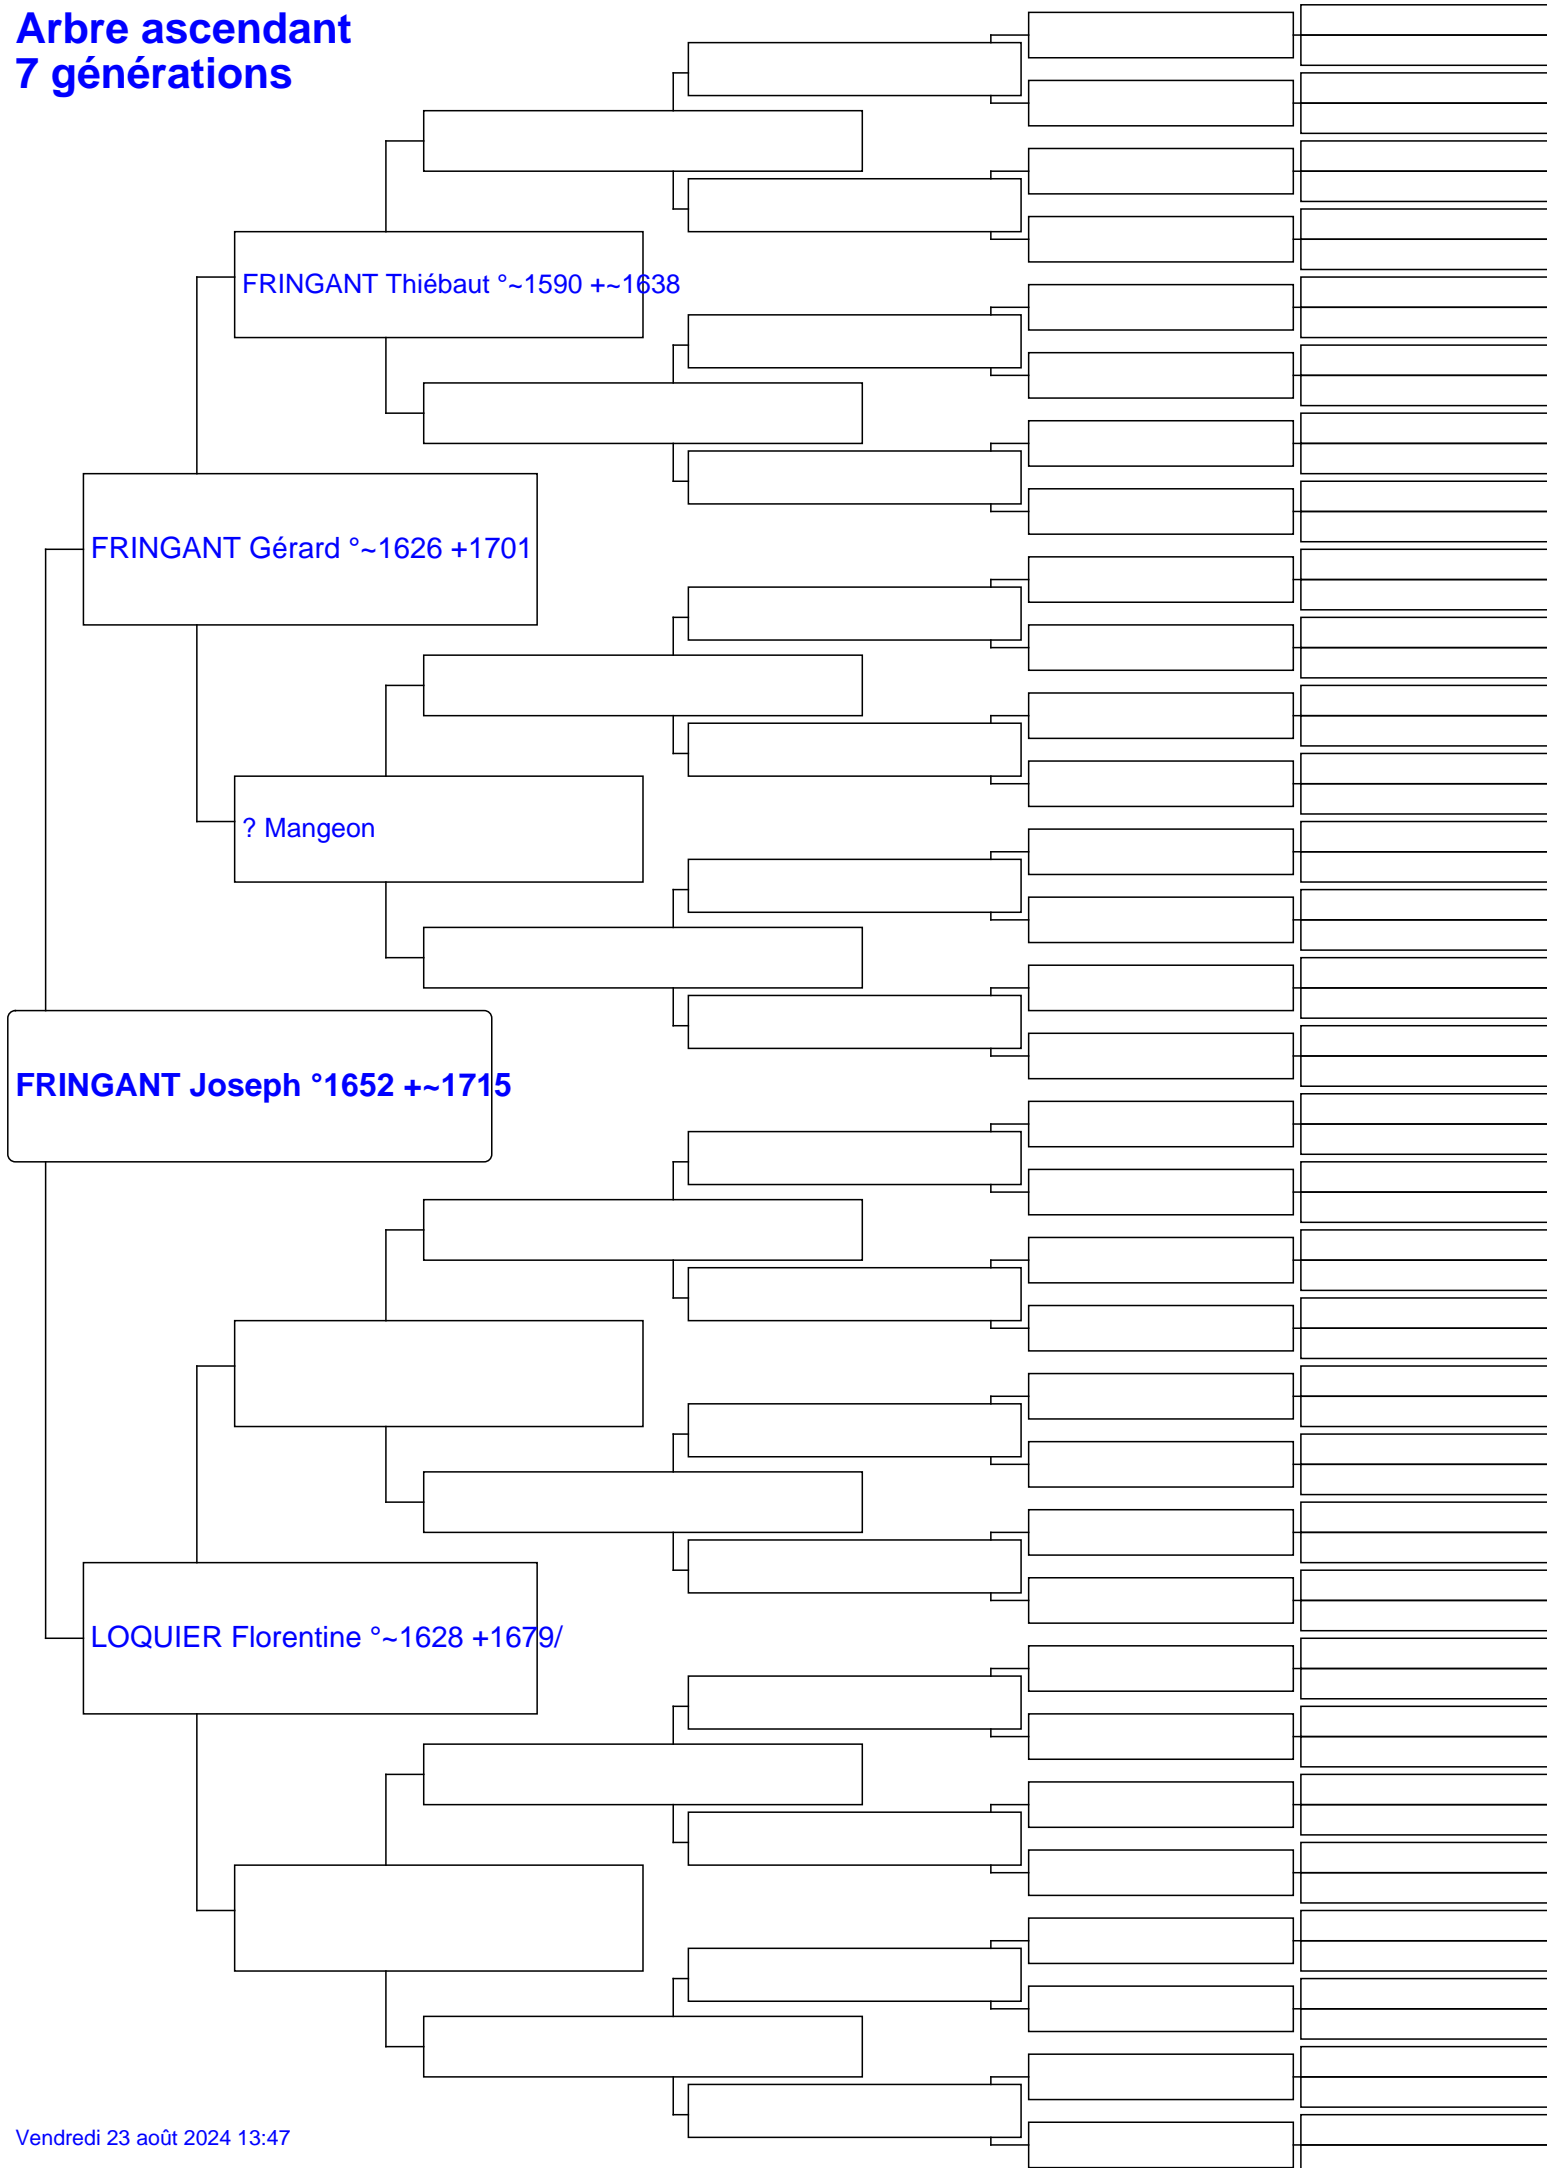 Arbre ascendant
7 générations
FRINGANT Thiébaut °~1590 +~1638
FRINGANT Gérard °~1626 +1701
? Mangeon
FRINGANT Joseph °1652 +~1715
LOQUIER Florentine °~1628 +1679/
Vendredi 23 août 2024 13:47